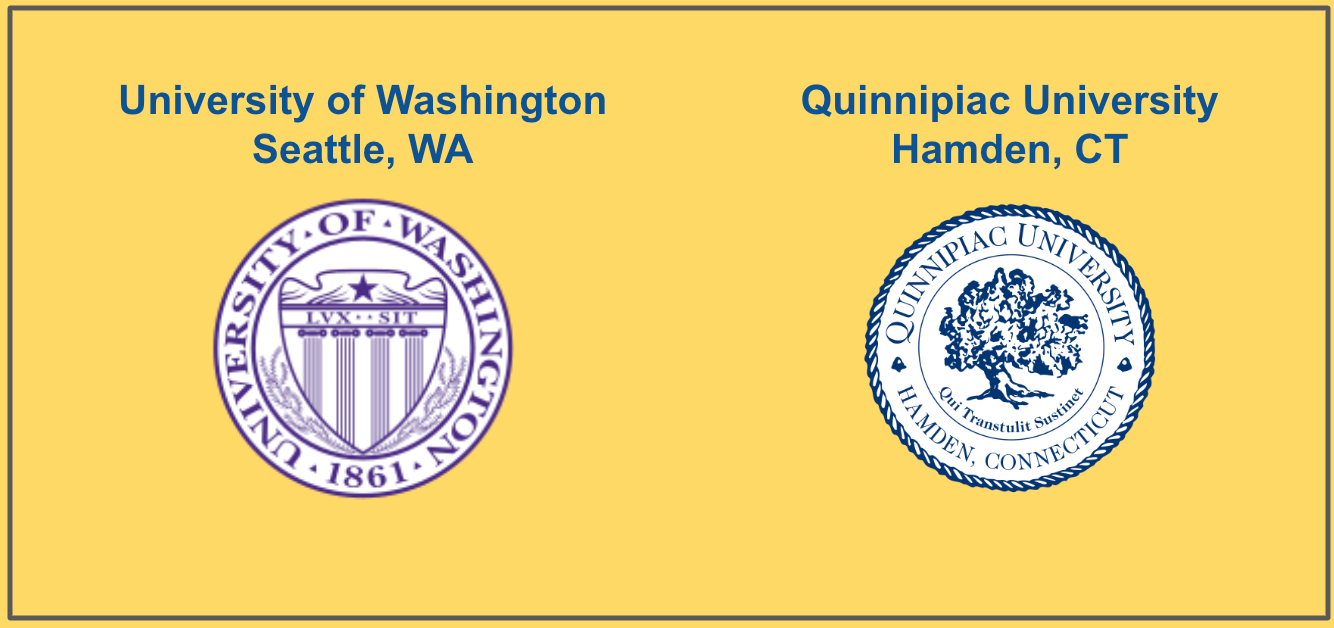 University of Washington
Seattle, WA
UNIVERSITY OF WASHINGTON
LVX SIT
1861
Quinnipiac University
Hamden, CT
QUINNIPIAC UNIVERSITY
Qui Transtulit Sustinet
HAMDEN, CONNECTICUT